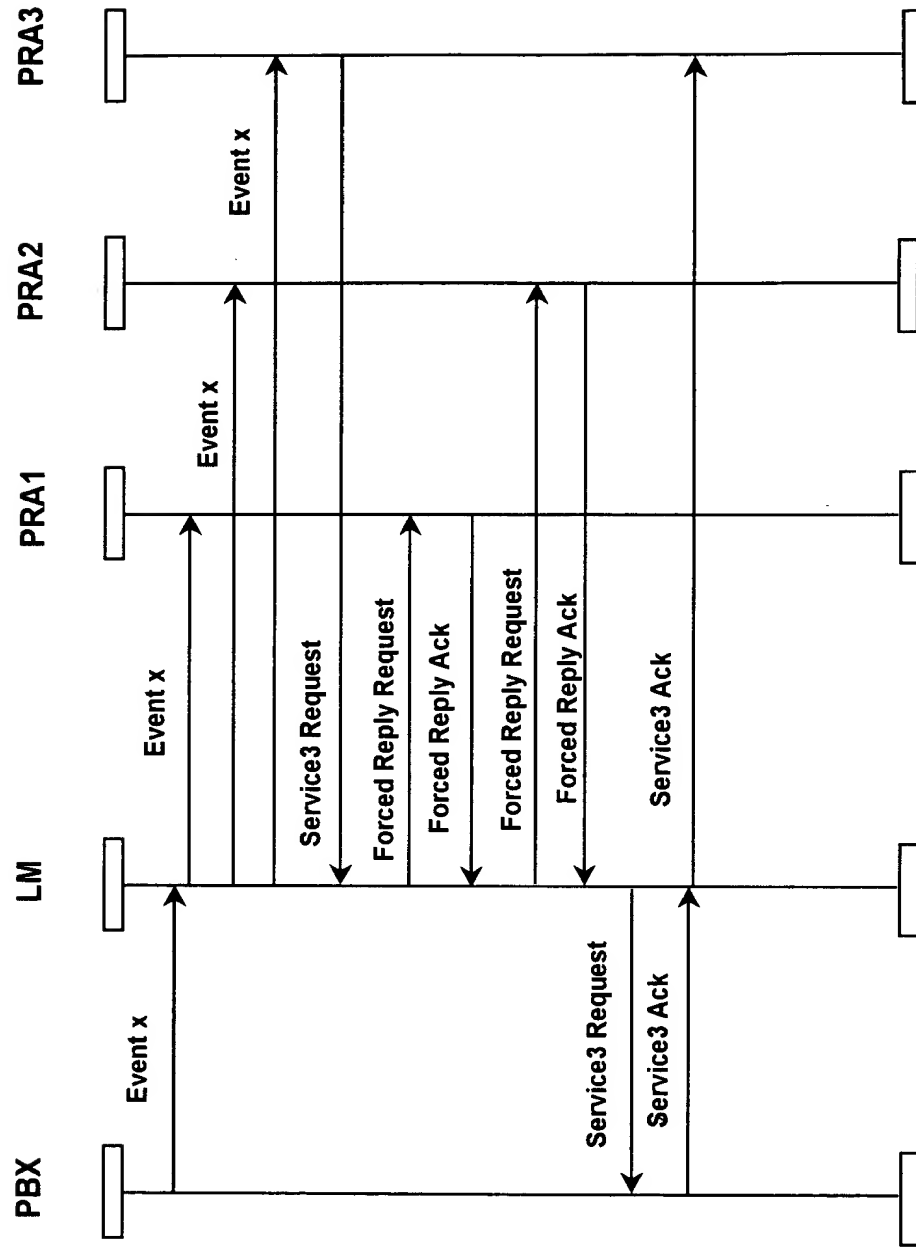 PBX
LM
PRA1
PRA2
PRA3
Event x
Event x
Event x
Event x
Service3 Request
Forced Reply Request
Forced Reply Ack
Forced Reply Request
Forced Reply Ack
Service3 Request
Service3 Ack
Service3 Ack